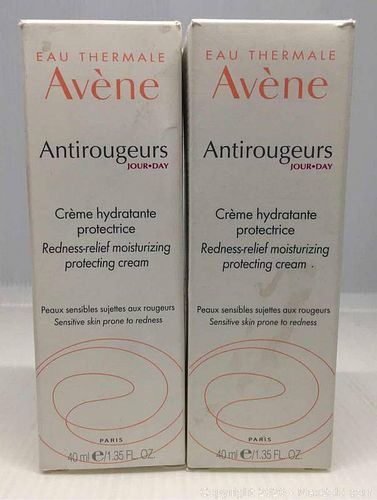 EAU THERMALE
Avène
Antirougeurs
JOUR•DAY
Crème hydratante
protectrice
Redness-relief moisturizing
protecting cream
Peaux sensibles sujettes aux rougeurs
Sensitive skin prone to redness
PARIS
40 ml e/1.35 FL. OZ.
EAU THERMALE
Avène
Antirougeurs
JOUR•DAY
Crème hydratante
protectrice
Redness-relief moisturizing
protecting cream
Peaux sensibles sujettes aux rougeurs
Sensitive skin prone to redness
PARIS
40 ml e/1.35 FL. OZ.
Copyright